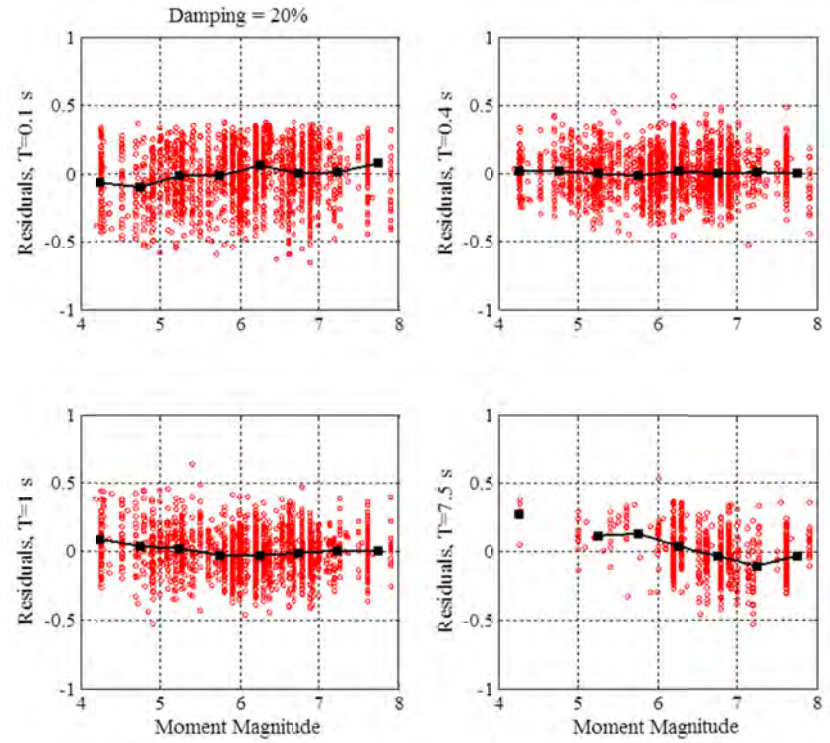 Damping = 20%
Residuals, T=0.1 s
1
0.5
0
-0.5
-1
4 5 6 7 8
Residuals, T=0.4 s
1
0.5
0
-0.5
-1
4 5 6 7 8
Residuals, T=1 s
1
0.5
0
-0.5
-1
4 5 6 7 8
Moment Magnitude
Residuals, T=7.5 s
1
0.5
0
-0.5
-1
4 5 6 7 8
Moment Magnitude